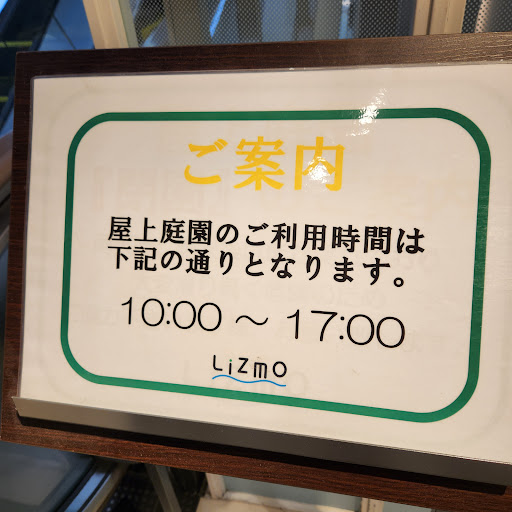 ご案内
屋上庭園のご利用時間は
下記の通りとなります。
10:00 ～ 17:00
LiZmo